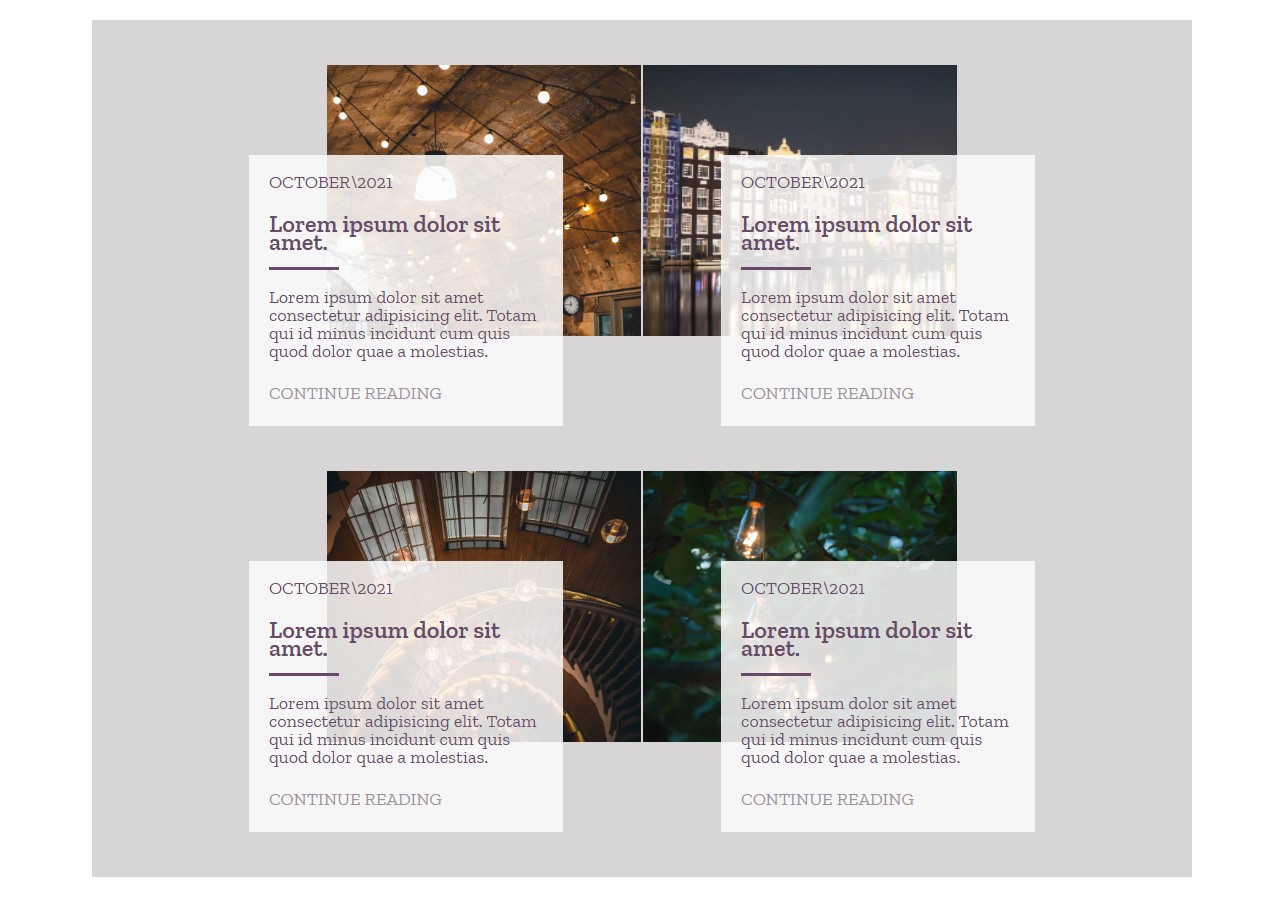 OCTOBER\2021
Lorem ipsum dolor sit
amet.
Lorem ipsum dolor sit amet
consectetur adipisicing elit. Totam
qui id minus incidunt cum quis
quod dolor quae a molestias.
CONTINUE READING
OCTOBER\2021
Lorem ipsum dolor sit
amet.
Lorem ipsum dolor sit amet
consectetur adipisicing elit. Totam
qui id minus incidunt cum quis
quod dolor quae a molestias.
CONTINUE READING
OCTOBER\2021
Lorem ipsum dolor sit
amet.
Lorem ipsum dolor sit amet
consectetur adipisicing elit. Totam
qui id minus incidunt cum quis
quod dolor quae a molestias.
CONTINUE READING
OCTOBER\2021
Lorem ipsum dolor sit
amet.
Lorem ipsum dolor sit amet
consectetur adipisicing elit. Totam
qui id minus incidunt cum quis
quod dolor quae a molestias.
CONTINUE READING